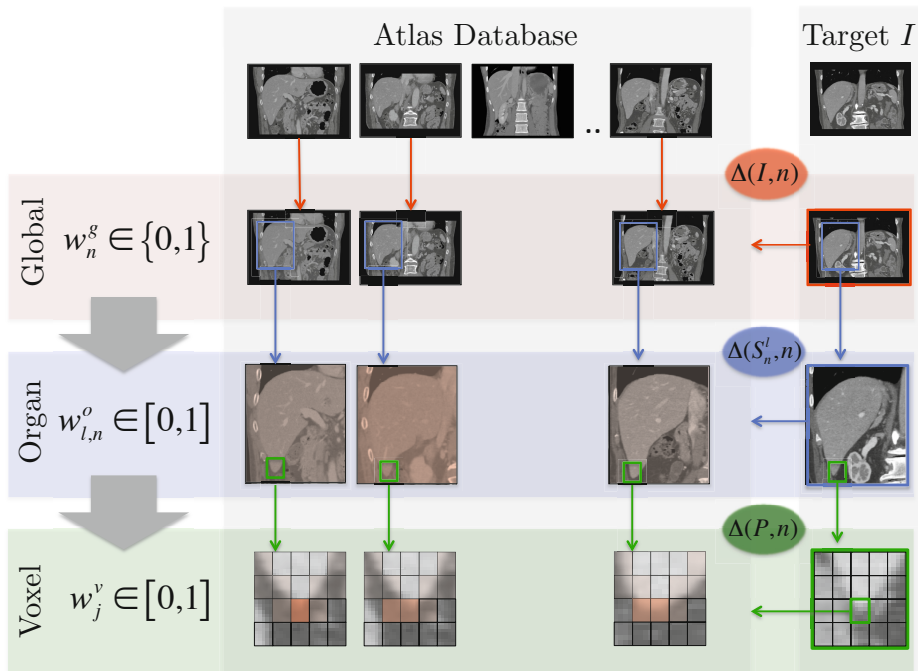 Atlas Database
Target I
..
Δ(I,n)
Global
w_n^g ∈ {0,1}
Δ(S_n^l,n)
Organ
w_{l,n}^o ∈ [0,1]
Δ(P,n)
Voxel
w_j^v ∈ [0,1]